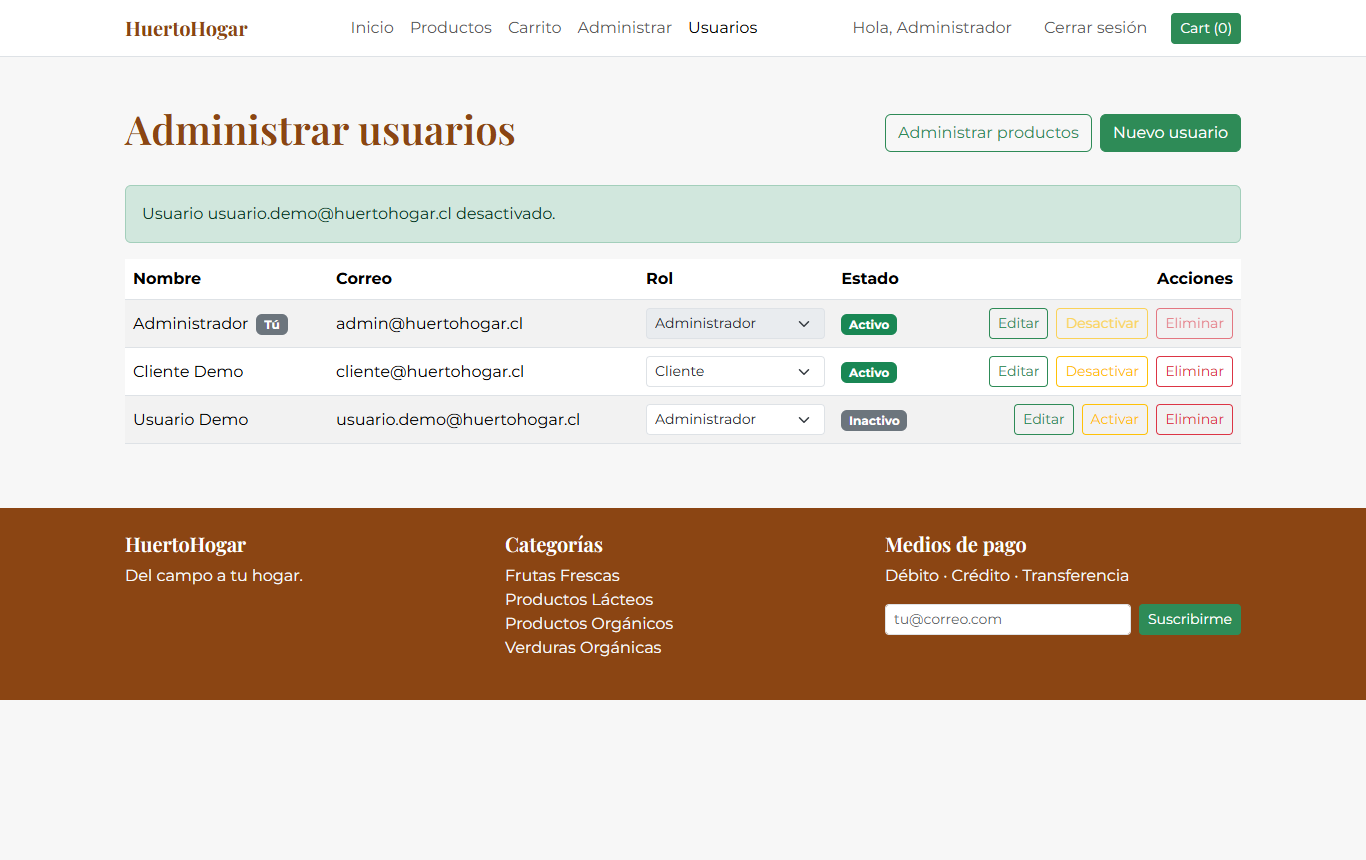 HuertoHogar Inicio Productos Carrito Administrar Usuarios Hola, Administrador Cerrar sesión Cart (0)
Administrar usuarios Administrar productos Nuevo usuario
Usuario usuario.demo@huertohogar.cl desactivado.
Nombre Correo Rol Estado Acciones
Administrador Tú admin@huertohogar.cl Administrador Activo Editar Desactivar Eliminar
Cliente Demo cliente@huertohogar.cl Cliente Activo Editar Desactivar Eliminar
Usuario Demo usuario.demo@huertohogar.cl Administrador Inactivo Editar Activar Eliminar
HuertoHogar
Del campo a tu hogar.
Categorías
Frutas Frescas
Productos Lácteos
Productos Orgánicos
Verduras Orgánicas
Medios de pago
Débito · Crédito · Transferencia
tu@correo.com Suscribirme